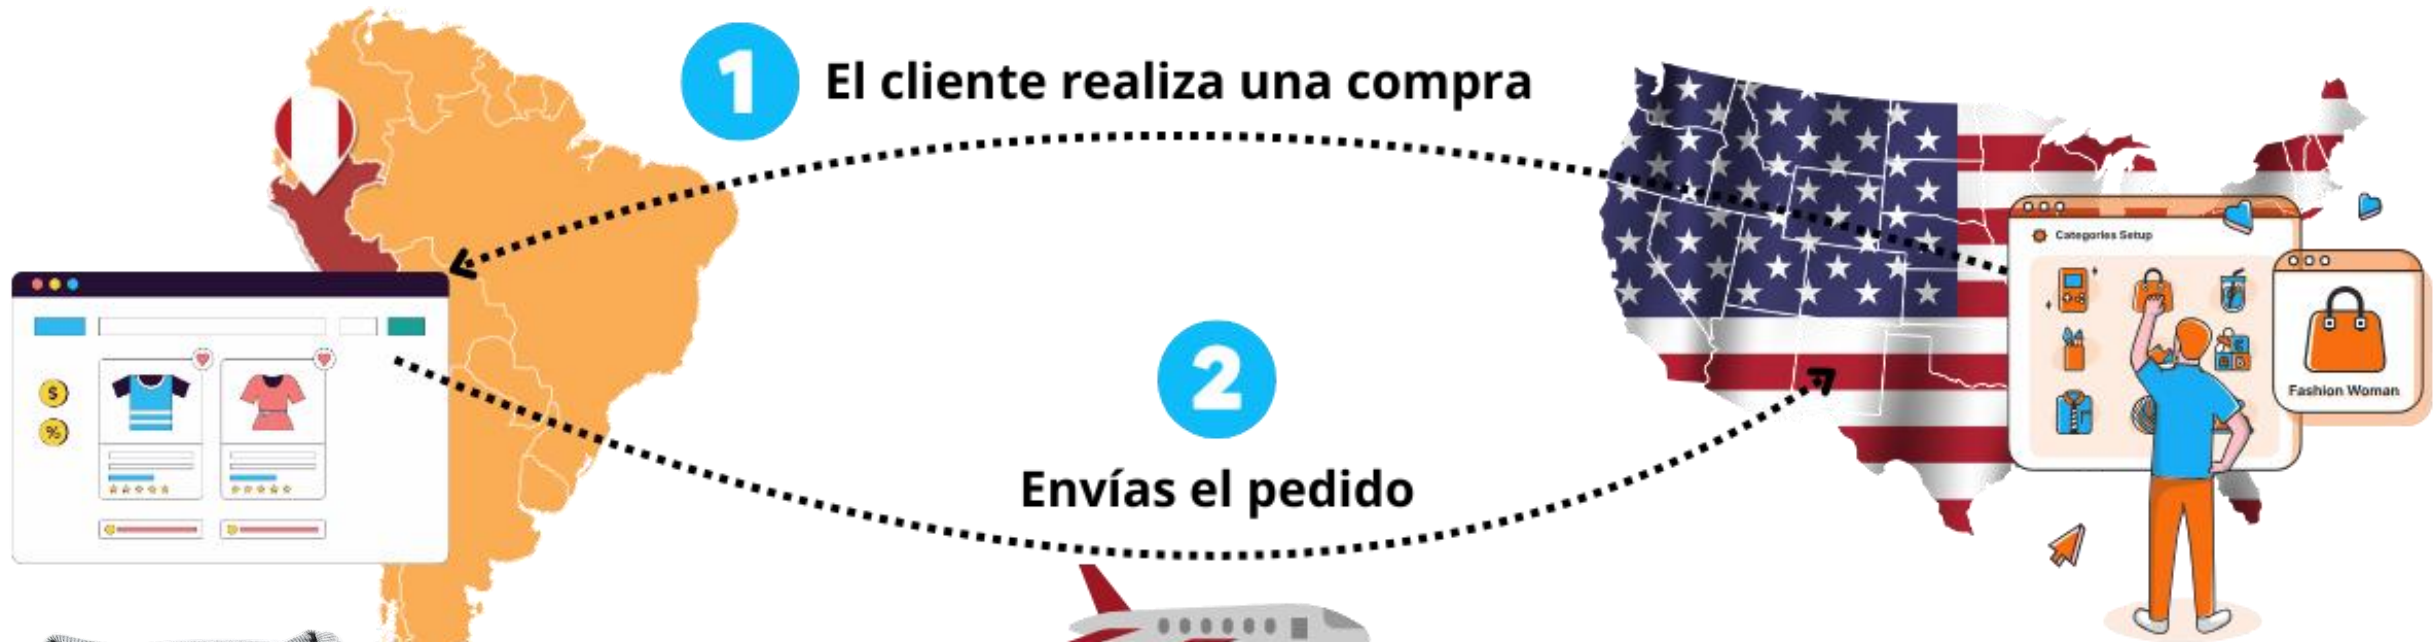 1
El cliente realiza una compra
Categories Setup
Fashion Woman
$
%
2
Envías el pedido